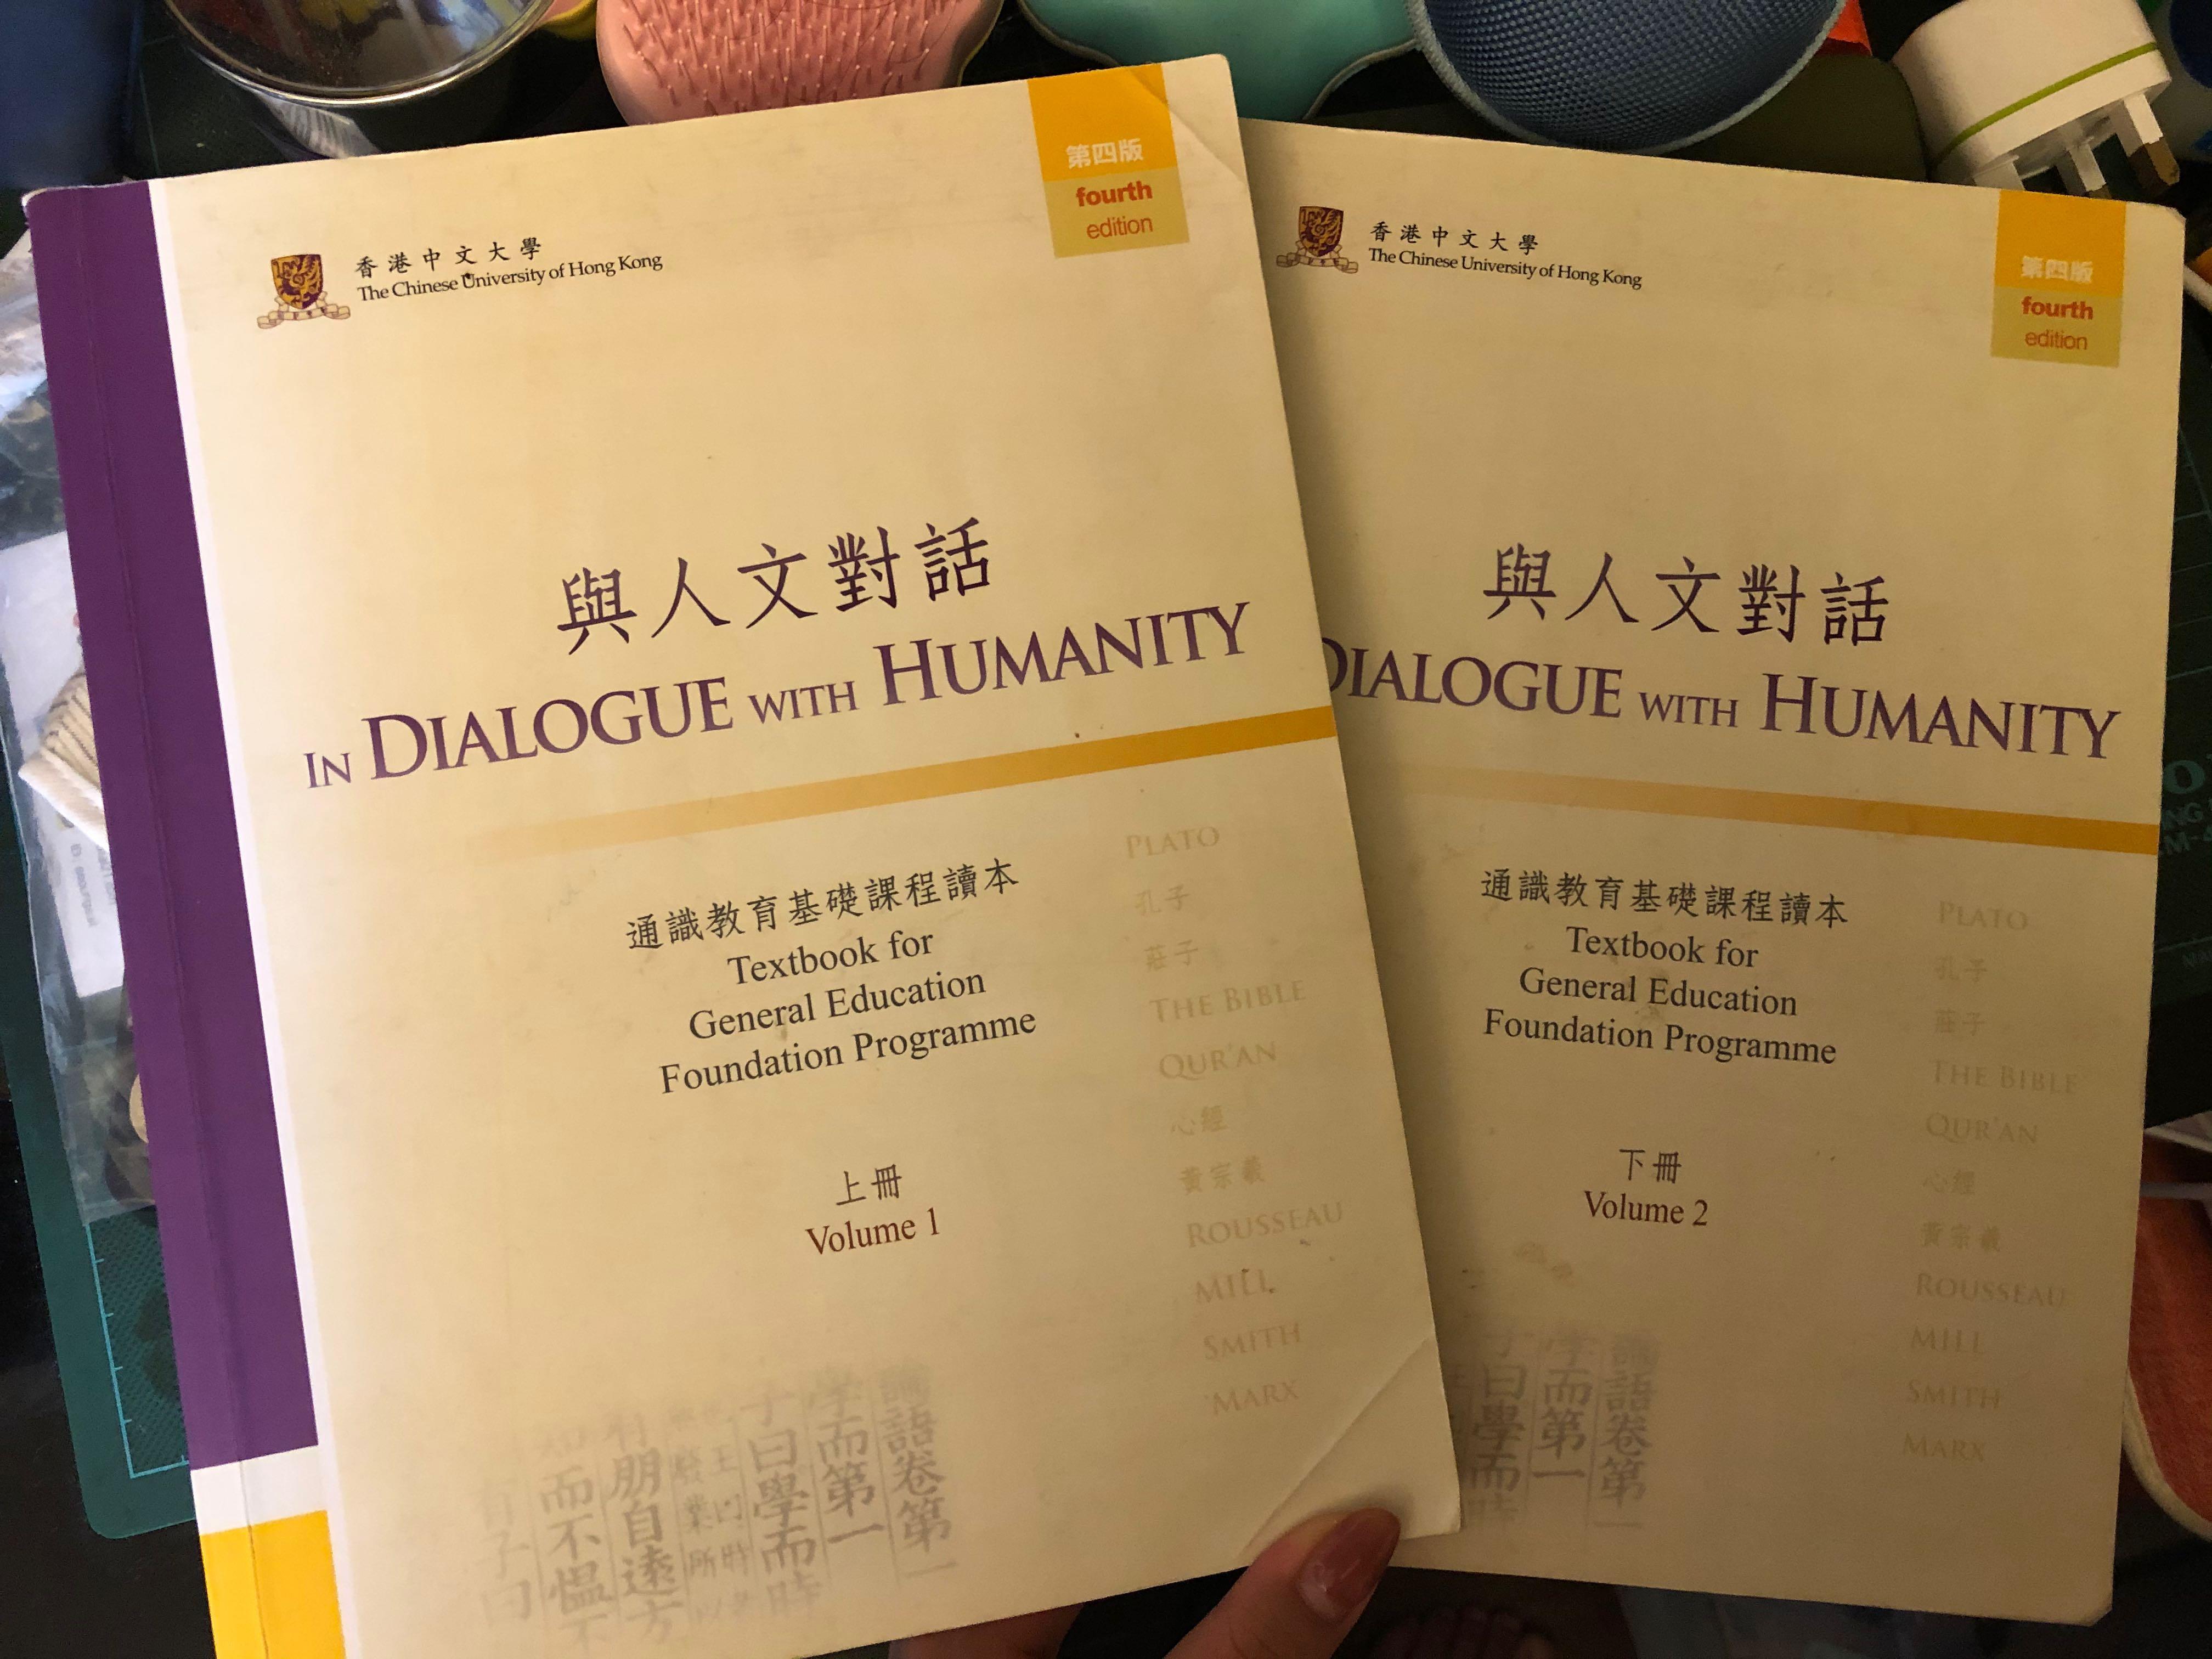 第四版
fourth
edition
香港中文大學
The Chinese University of Hong Kong
與人文對話
IN DIALOGUE WITH HUMANITY
通識教育基礎課程讀本
Textbook for
General Education
Foundation Programme
上冊
Volume 1
PLATO
孔子
莊子
THE BIBLE
QUR'AN
心經
黃宗羲
ROUSSEAU
MILL
SMITH
MARX
論語卷第一
學而第一
子曰學而時
朋自遠方
而不慍不
有子曰
第四版
fourth
edition
香港中文大學
The Chinese University of Hong Kong
與人文對話
DIALOGUE WITH HUMANITY
通識教育基礎課程讀本
Textbook for
General Education
Foundation Programme
下冊
Volume 2
PLATO
孔子
莊子
THE BIBLE
QUR'AN
心經
黃宗羲
ROUSSEAU
MILL
SMITH
MARX
論語卷第一
學而第一
子曰學而時